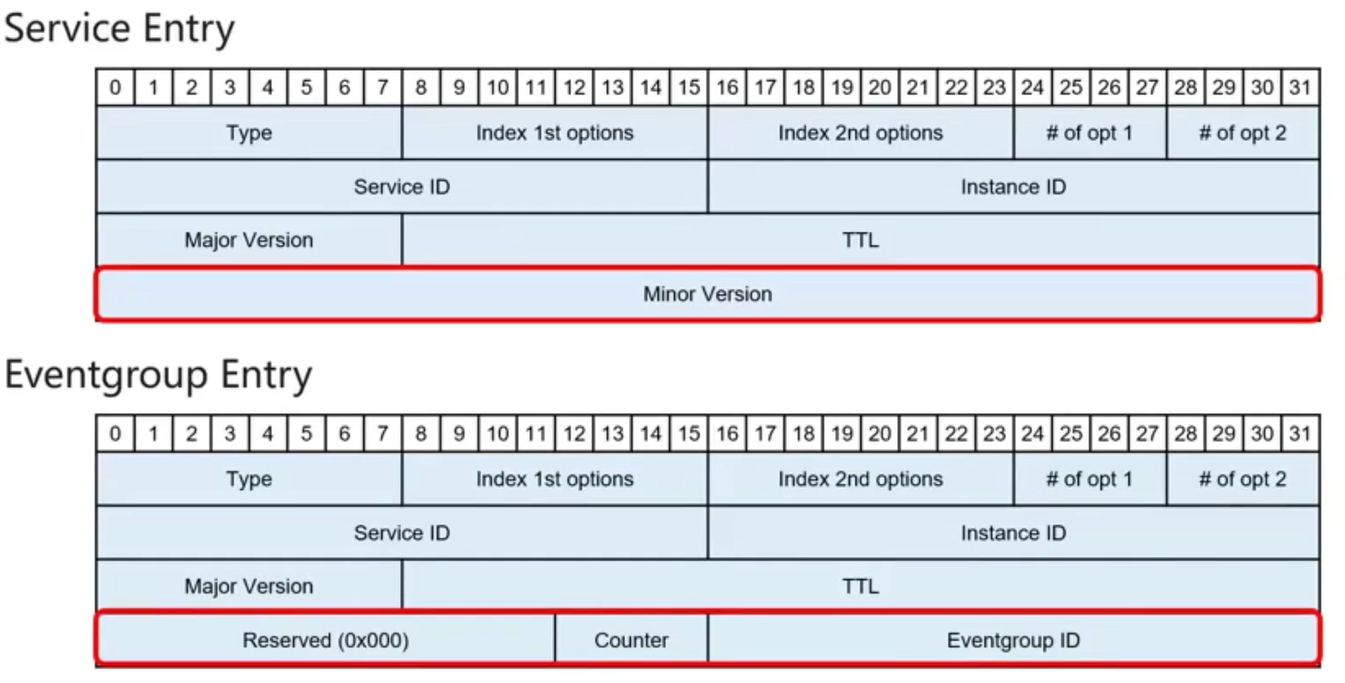 Service Entry
0 1 2 3 4 5 6 7 8 9 10 11 12 13 14 15 16 17 18 19 20 21 22 23 24 25 26 27 28 29 30 31
Type Index 1st options Index 2nd options # of opt 1 # of opt 2
Service ID Instance ID
Major Version TTL
Minor Version
Eventgroup Entry
0 1 2 3 4 5 6 7 8 9 10 11 12 13 14 15 16 17 18 19 20 21 22 23 24 25 26 27 28 29 30 31
Type Index 1st options Index 2nd options # of opt 1 # of opt 2
Service ID Instance ID
Major Version TTL
Reserved (0x000) Counter Eventgroup ID